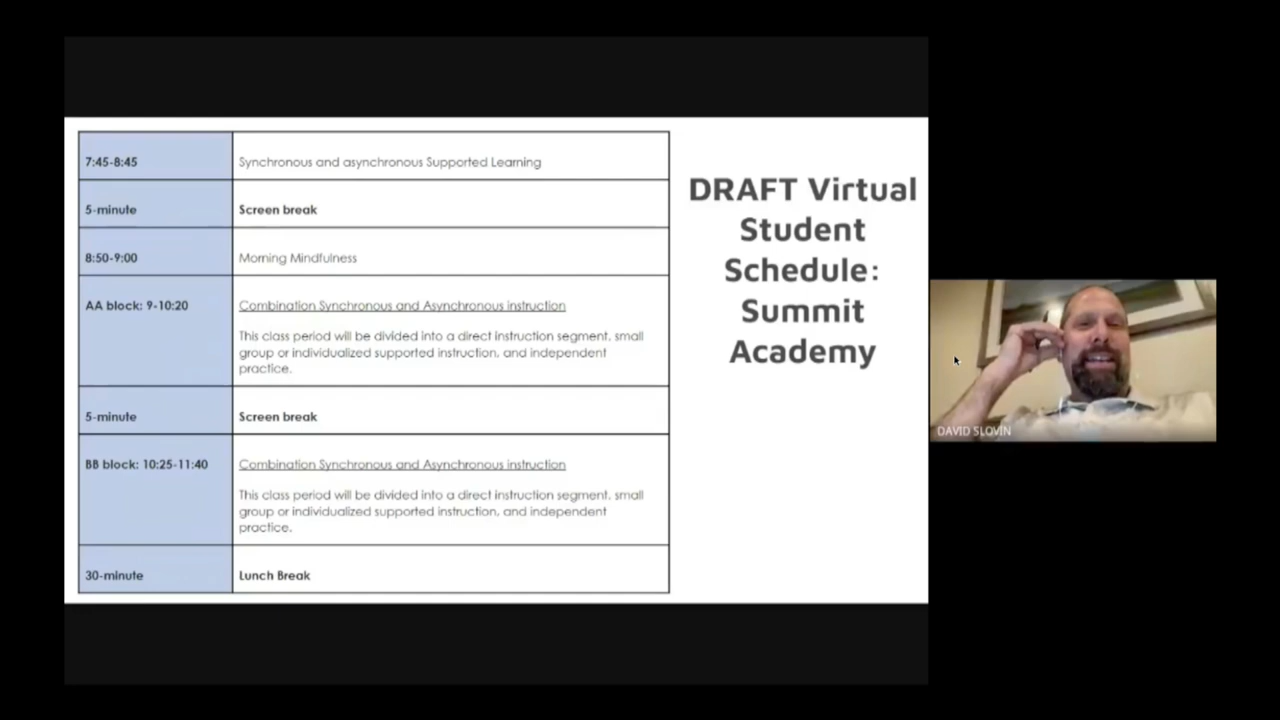 7:45-8:45
Synchronous and asynchronous Supported Learning
5-minute
Screen break
8:50-9:00
Morning Mindfulness
AA block: 9-10:20
Combination Synchronous and Asynchronous instruction
This class period will be divided into a direct instruction segment, small
group or individualized supported instruction, and independent
practice.
5-minute
Screen break
BB block: 10:25-11:40
Combination Synchronous and Asynchronous instruction
This class period will be divided into a direct instruction segment, small
group or individualized supported instruction, and independent
practice.
30-minute
Lunch Break
DRAFT Virtual
Student
Schedule:
Summit
Academy
DAVID SLOVIN